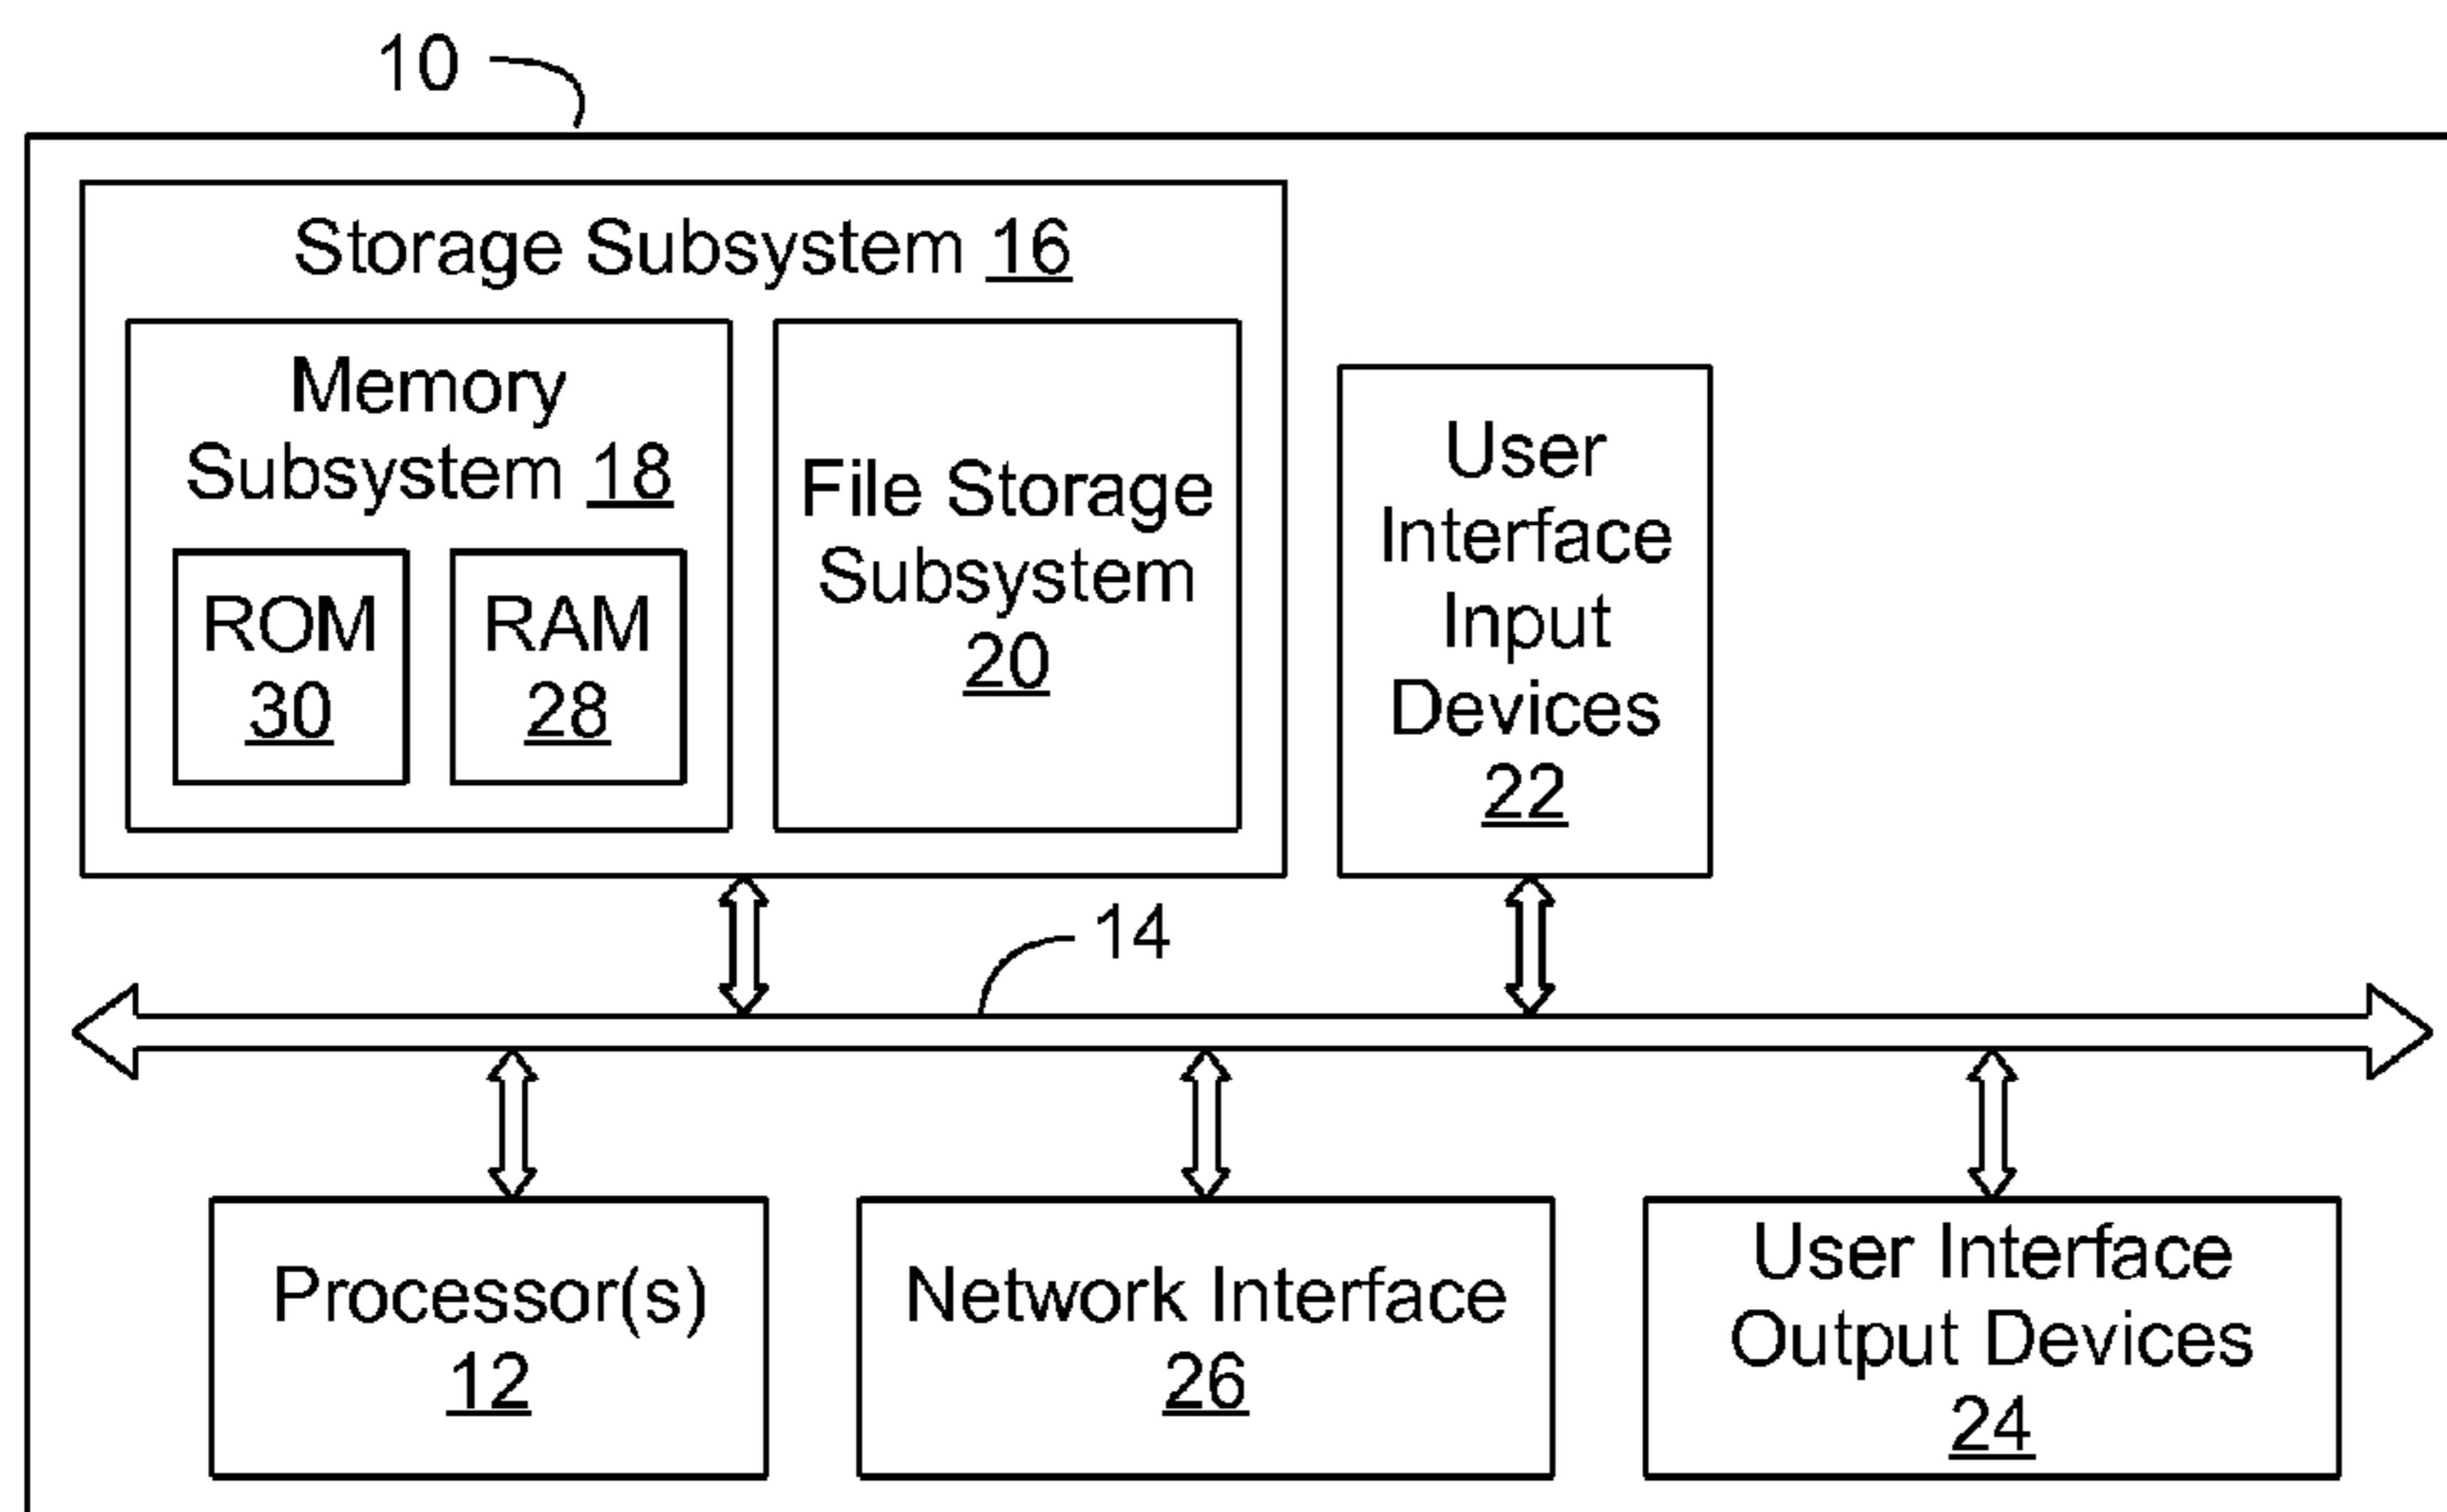 10
Storage Subsystem 16
Memory
Subsystem 18
ROM
30
RAM
28
File Storage
Subsystem
20
User
Interface
Input
Devices
22
14
Processor(s)
12
Network Interface
26
User Interface
Output Devices
24